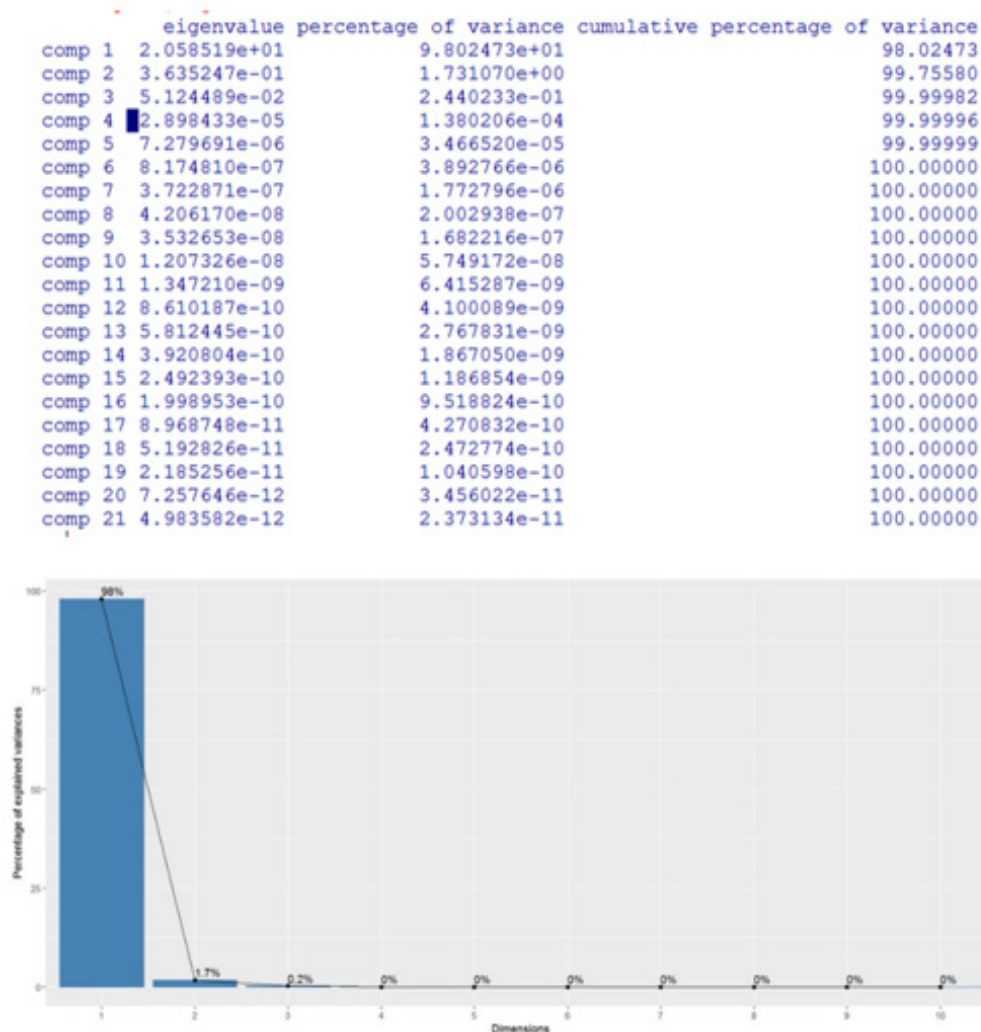 eigenvalue percentage of variance cumulative percentage of variance
comp 1 2.058519e+01 9.802473e+01 98.02473
comp 2 3.635247e-01 1.731070e+00 99.75580
comp 3 5.124489e-02 2.440233e-01 99.99982
comp 4 2.898433e-05 1.380206e-04 99.99996
comp 5 7.279691e-06 3.466520e-05 99.99999
comp 6 8.174810e-07 3.892766e-06 100.00000
comp 7 3.722871e-07 1.772796e-06 100.00000
comp 8 4.206170e-08 2.002938e-07 100.00000
comp 9 3.532653e-08 1.682216e-07 100.00000
comp 10 1.207326e-08 5.749172e-08 100.00000
comp 11 1.347210e-09 6.415287e-09 100.00000
comp 12 8.610187e-10 4.100089e-09 100.00000
comp 13 5.812445e-10 2.767831e-09 100.00000
comp 14 3.920804e-10 1.867050e-09 100.00000
comp 15 2.492393e-10 1.186854e-09 100.00000
comp 16 1.998953e-10 9.518824e-10 100.00000
comp 17 8.968748e-11 4.270832e-10 100.00000
comp 18 5.192826e-11 2.472774e-10 100.00000
comp 19 2.185256e-11 1.040598e-10 100.00000
comp 20 7.257646e-12 3.456022e-11 100.00000
comp 21 4.983582e-12 2.373134e-11 100.00000
Percentage of explained variances
100
75
50
25
0
98%
1.7%
0.2%
0%
0%
0%
0%
0%
0%
0%
1 2 3 4 5 6 7 8 9 10
Dimensions